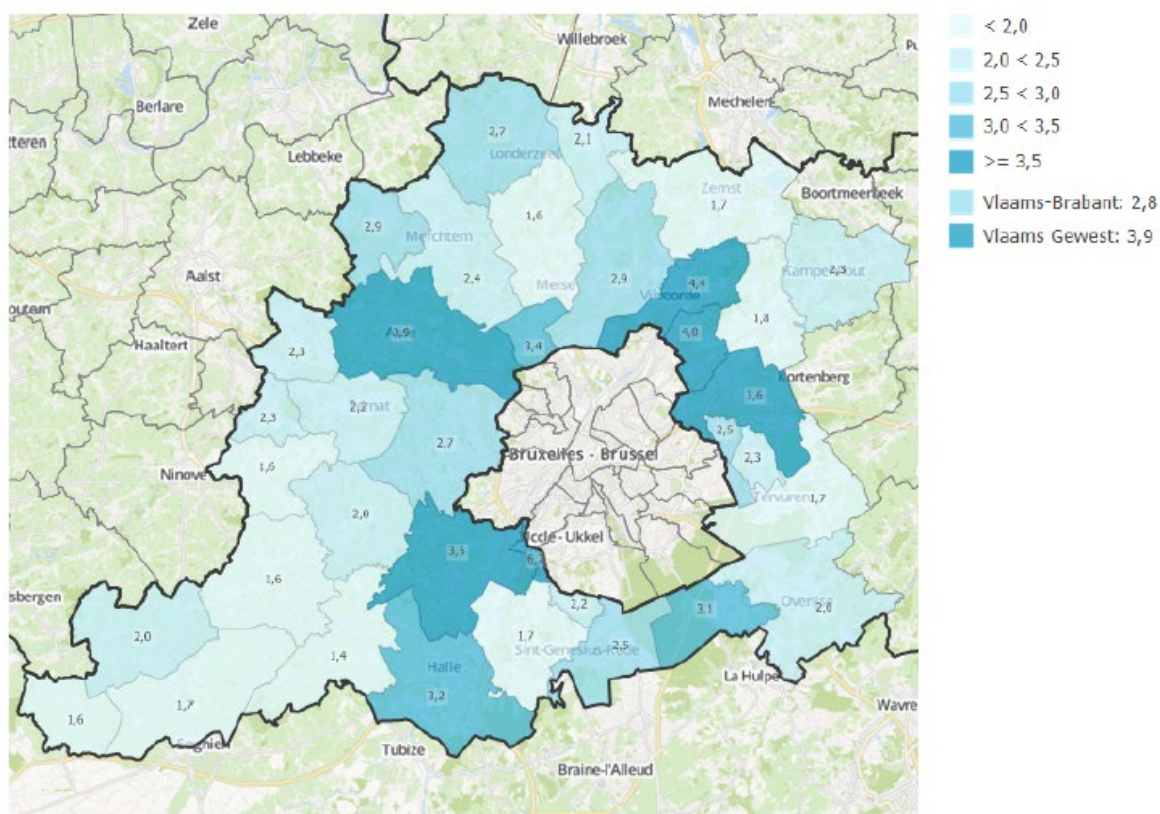 Zele
Willebroek
Berlare
Mechelen
Lebbeke
2,7
Londerzeel
2,1
Zemst
1,7
Boortmeerbeek
2,9
Merchtem
1,6
Aalst
2,4
Meise
2,9
4,4
Vilvoorde
Kampenhout
1,8
Haaltert
2,3
3,9
3,4
4,0
Kortenberg
3,6
2,3
2,2
2,7
2,5
Bruxelles - Brussel
2,3
Ninove
1,6
Tervuren
1,7
2,0
Uccle - Ukkel
3,5
1,6
2,2
3,1
Overijse
2,0
2,0
1,7
2,5
Sint-Genesius-Rode
1,4
Halle
3,2
La Hulpe
Wavre
1,6
1,7
Enghien
Tubize
Braine-l'Alleud
< 2,0
2,0 < 2,5
2,5 < 3,0
3,0 < 3,5
>= 3,5
Vlaams-Brabant: 2,8
Vlaams Gewest: 3,9